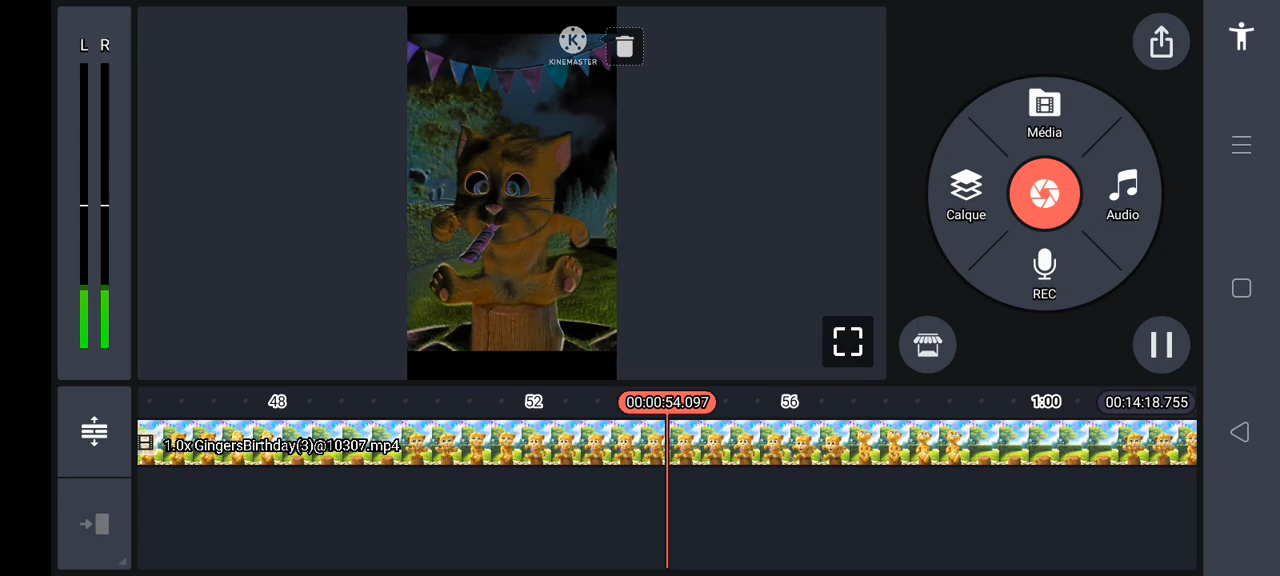 L R
K
KINEMASTER
Média
Calque
Audio
REC
48
52
00:00:54.097
56
1:00
00:14:18.755
1.0x GingersBirthday(3)@10307.mp4